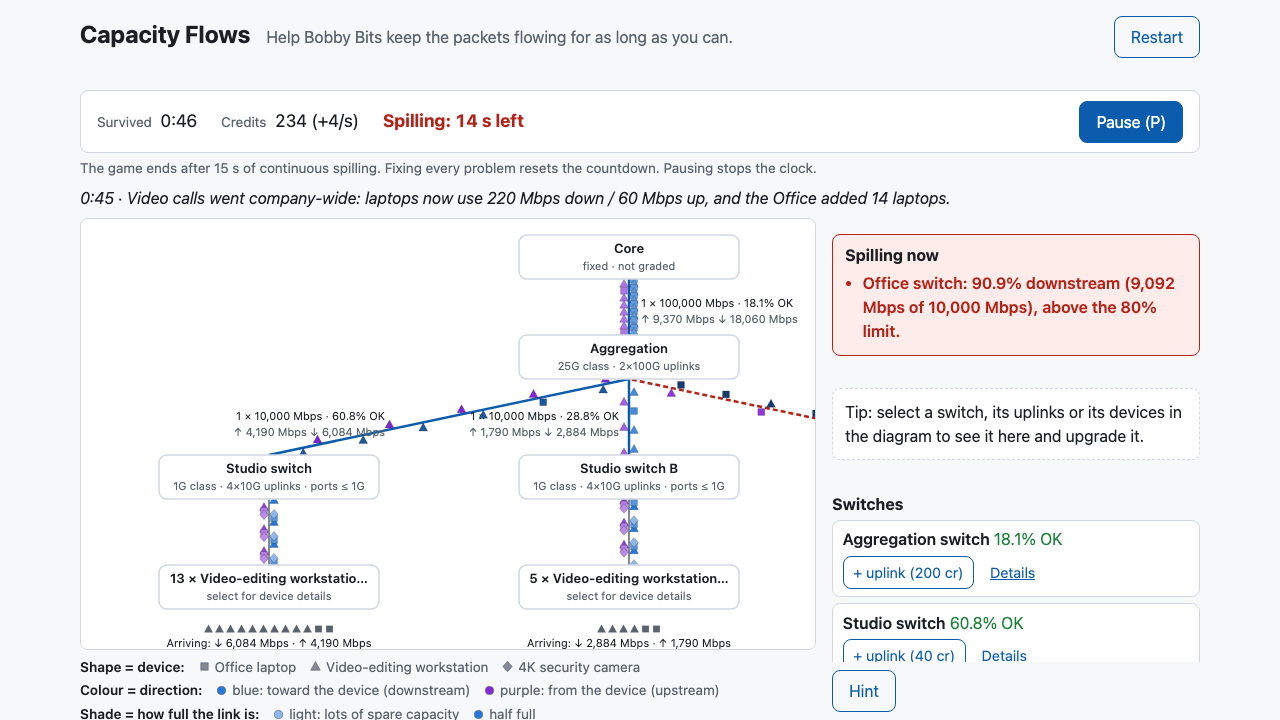 Capacity Flows Help Bobby Bits keep the packets flowing for as long as you can.
Restart
Survived 0:46 Credits 234 (+4/s) Spilling: 14 s left
Pause (P)
The game ends after 15 s of continuous spilling. Fixing every problem resets the countdown. Pausing stops the clock.
0:45 · Video calls went company-wide: laptops now use 220 Mbps down / 60 Mbps up, and the Office added 14 laptops.
Core
fixed · not graded
1 × 100,000 Mbps · 18.1% OK
↑ 9,370 Mbps ↓ 18,060 Mbps
Aggregation
25G class · 2×100G uplinks
1 × 10,000 Mbps · 60.8% OK
↑ 4,190 Mbps ↓ 6,084 Mbps
1 × 10,000 Mbps · 28.8% OK
↑ 1,790 Mbps ↓ 2,884 Mbps
Studio switch
1G class · 4×10G uplinks · ports ≤ 1G
Studio switch B
1G class · 4×10G uplinks · ports ≤ 1G
13 × Video-editing workstatio...
select for device details
5 × Video-editing workstation...
select for device details
Arriving: ↓ 6,084 Mbps · ↑ 4,190 Mbps
Arriving: ↓ 2,884 Mbps · ↑ 1,790 Mbps
Shape = device: Office laptop Video-editing workstation 4K security camera
Colour = direction: blue: toward the device (downstream) purple: from the device (upstream)
Shade = how full the link is: light: lots of spare capacity half full
Spilling now
• Office switch: 90.9% downstream (9,092
Mbps of 10,000 Mbps), above the 80%
limit.
Tip: select a switch, its uplinks or its devices in
the diagram to see it here and upgrade it.
Switches
Aggregation switch 18.1% OK
+ uplink (200 cr) Details
Studio switch 60.8% OK
+ uplink (40 cr) Details
Hint